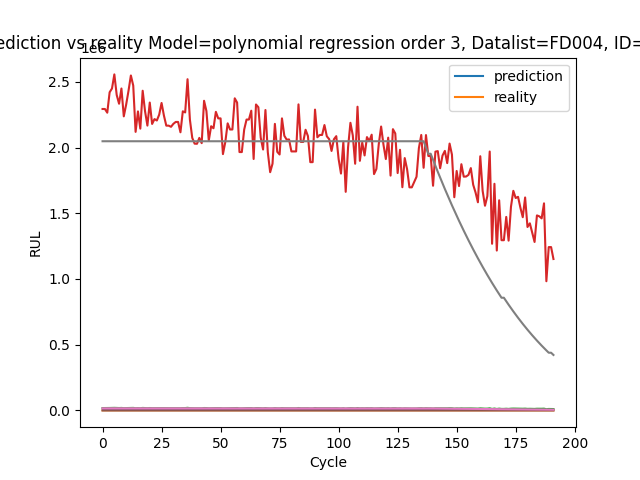 ediction vs reality Model=polynomial regression order 3, Datalist=FD004, ID=
1e6
prediction
reality
2.5
2.0
1.5
1.0
0.5
0.0
RUL
0 25 50 75 100 125 150 175 200
Cycle